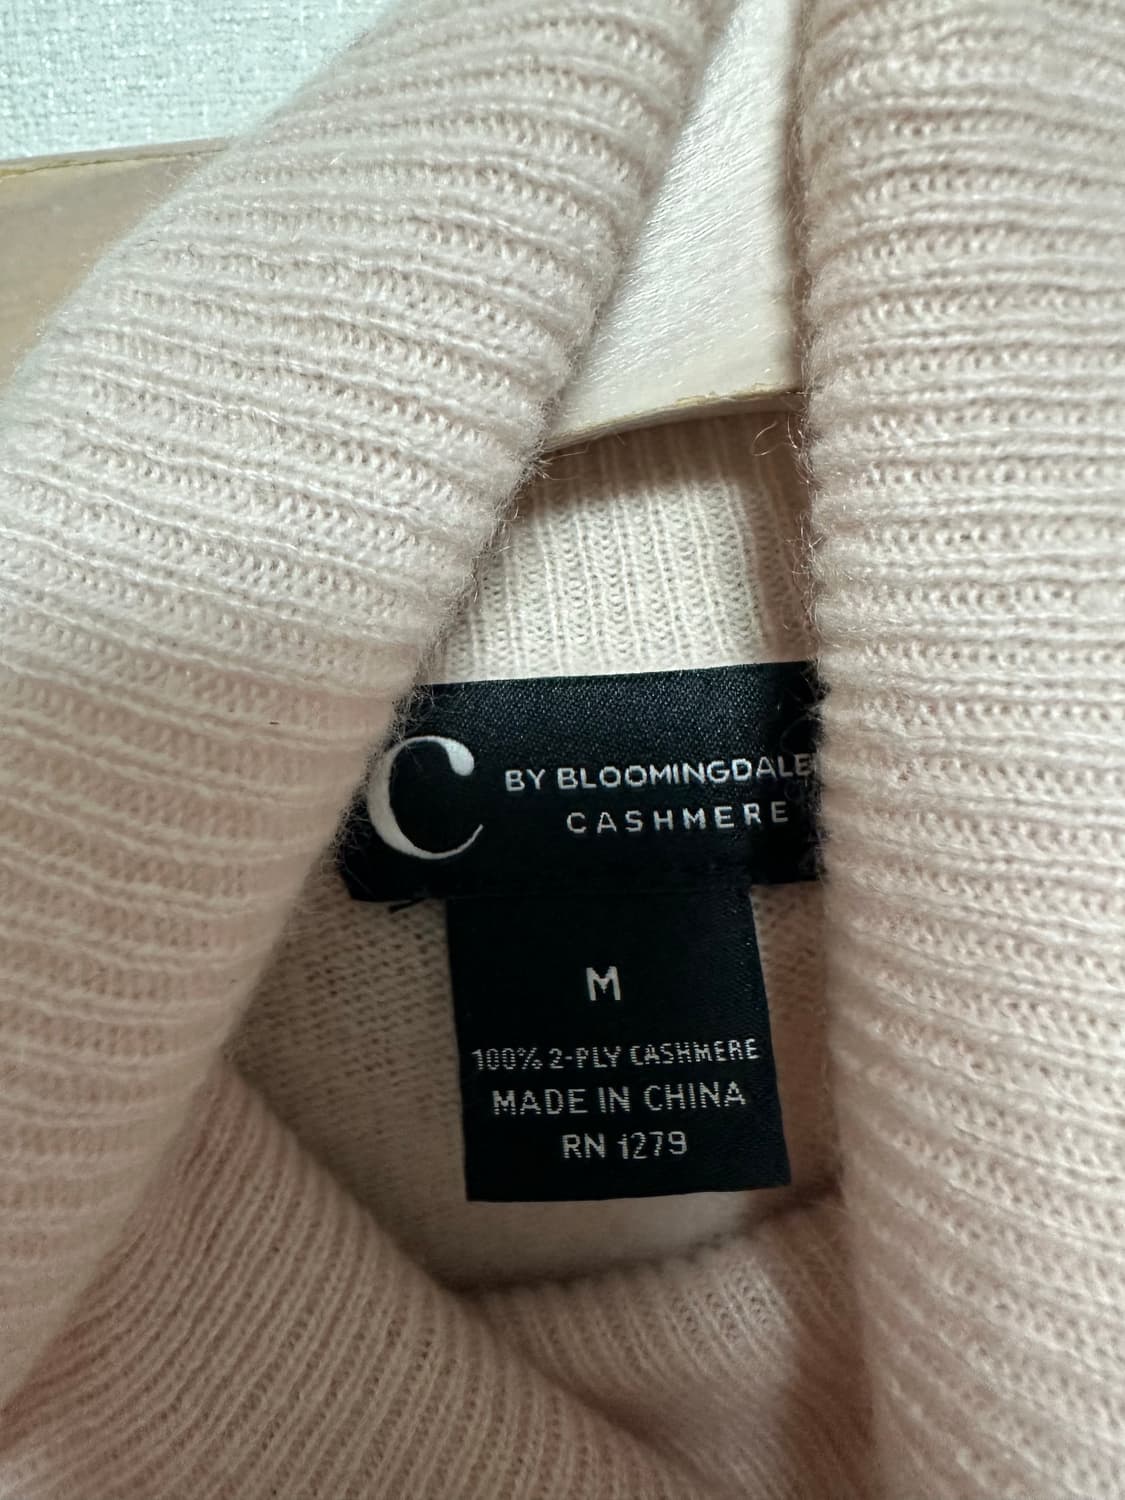 C
BY BLOOMINGDALE
CASHMERE
M
100% 2-PLY CASHMERE
MADE IN CHINA
RN 1279